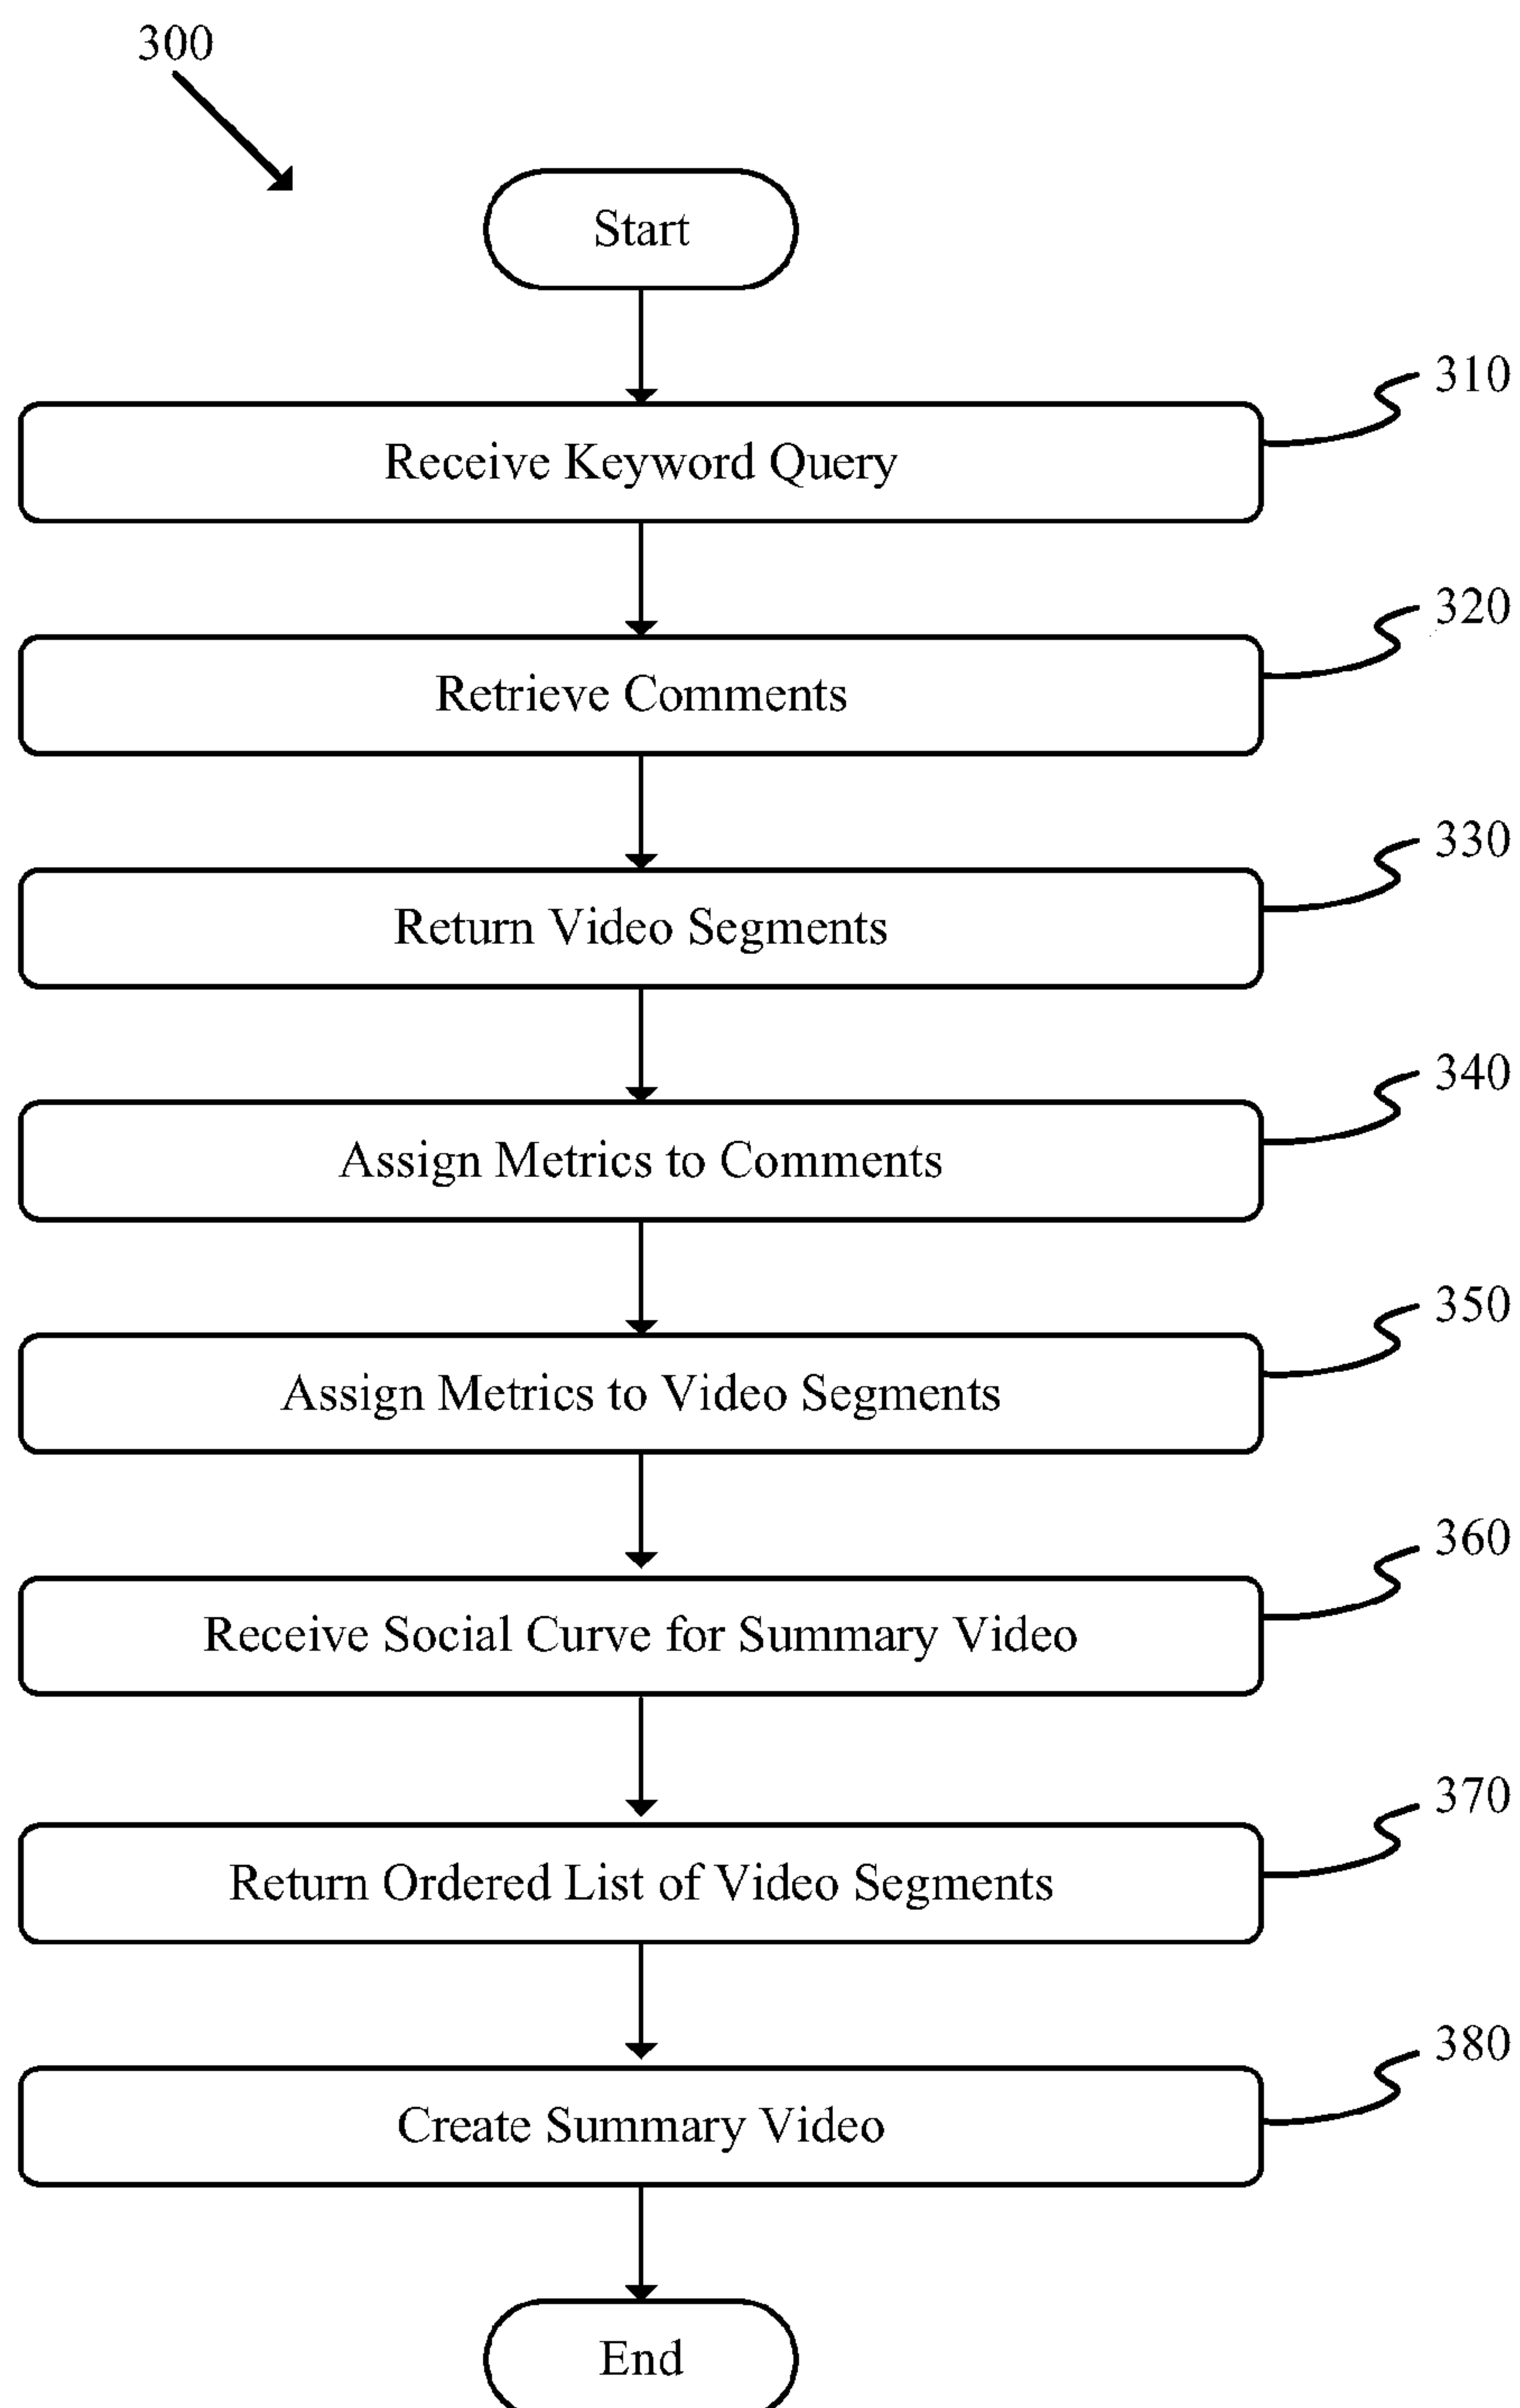 300
Start
310
Receive Keyword Query
320
Retrieve Comments
330
Return Video Segments
340
Assign Metrics to Comments
350
Assign Metrics to Video Segments
360
Receive Social Curve for Summary Video
370
Return Ordered List of Video Segments
380
Create Summary Video
End